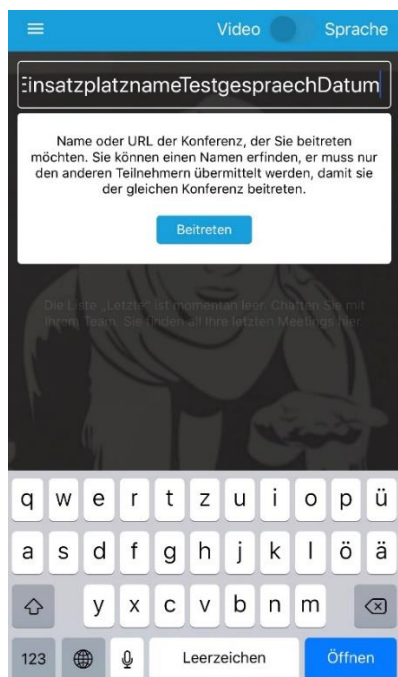 Video Sprache
EinsatzplatznameTestgespraechDatum
Name oder URL der Konferenz, der Sie beitreten
möchten. Sie können einen Namen erfinden, er muss nur
den anderen Teilnehmern übermittelt werden, damit sie
der gleichen Konferenz beitreten.
Beitreten
Die Liste „Letzte" ist momentan leer. Chatten Sie mit
Ihrem Team. Sie finden all Ihre letzten Meetings hier.
q w e r t z u i o p ü
a s d f g h j k l ö ä
y x c v b n m
123 Leerzeichen Öffnen